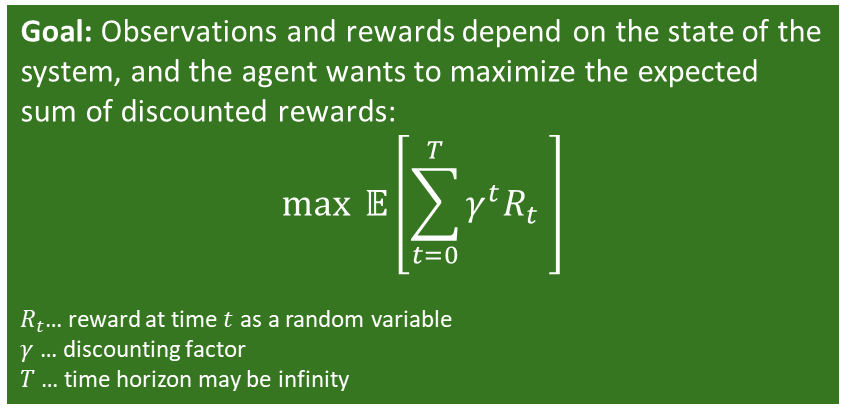 Goal: Observations and rewards depend on the state of the
system, and the agent wants to maximize the expected
sum of discounted rewards:
max 𝔼[∑_{t=0}^{T} γ^t R_t]
R_t... reward at time t as a random variable
γ ... discounting factor
T ... time horizon may be infinity